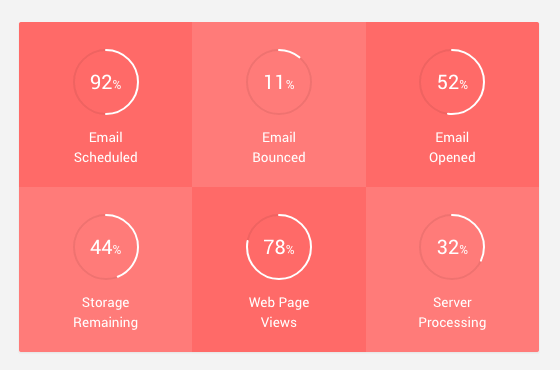 92%
Email
Scheduled
11%
Email
Bounced
52%
Email
Opened
44%
Storage
Remaining
78%
Web Page
Views
32%
Server
Processing